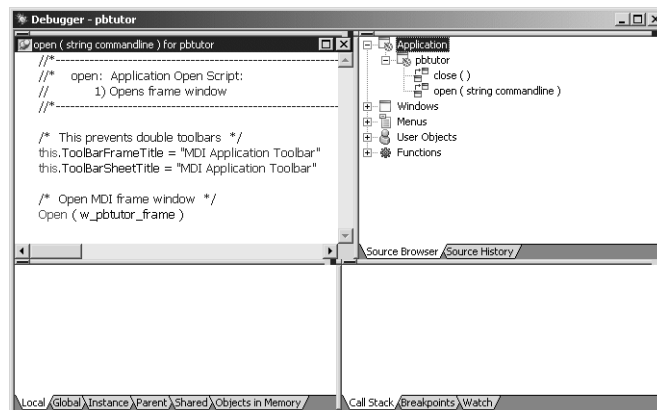 Debugger - pbtutor
open ( string commandline ) for pbtutor
//*-----------------------------------------------------------
//* open: Application Open Script:
// 1) Opens frame window
//*-----------------------------------------------------------
/* This prevents double toolbars */
this.ToolBarFrameTitle = "MDI Application Toolbar"
this.ToolBarSheetTitle = "MDI Application Toolbar"
/* Open MDI frame window */
Open ( w_pbtutor_frame )
Application
pbtutor
close ( )
open ( string commandline )
Windows
Menus
User Objects
Functions
Source Browser Source History
Local Global Instance Parent Shared Objects in Memory
Call Stack Breakpoints Watch